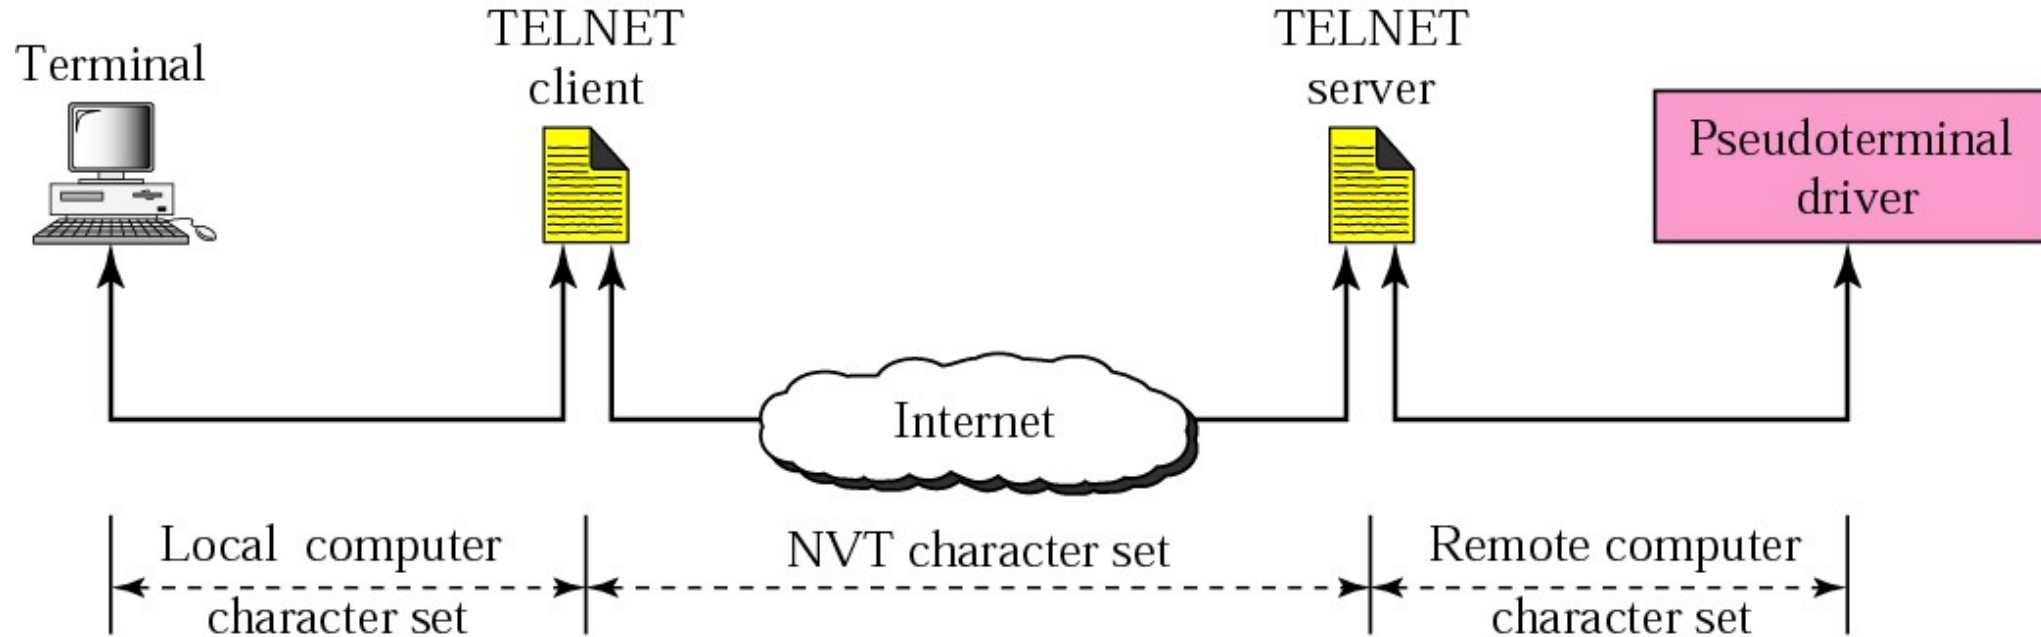 Terminal
TELNET
client
TELNET
server
Pseudoterminal
driver
Internet
Local computer
character set
NVT character set
Remote computer
character set